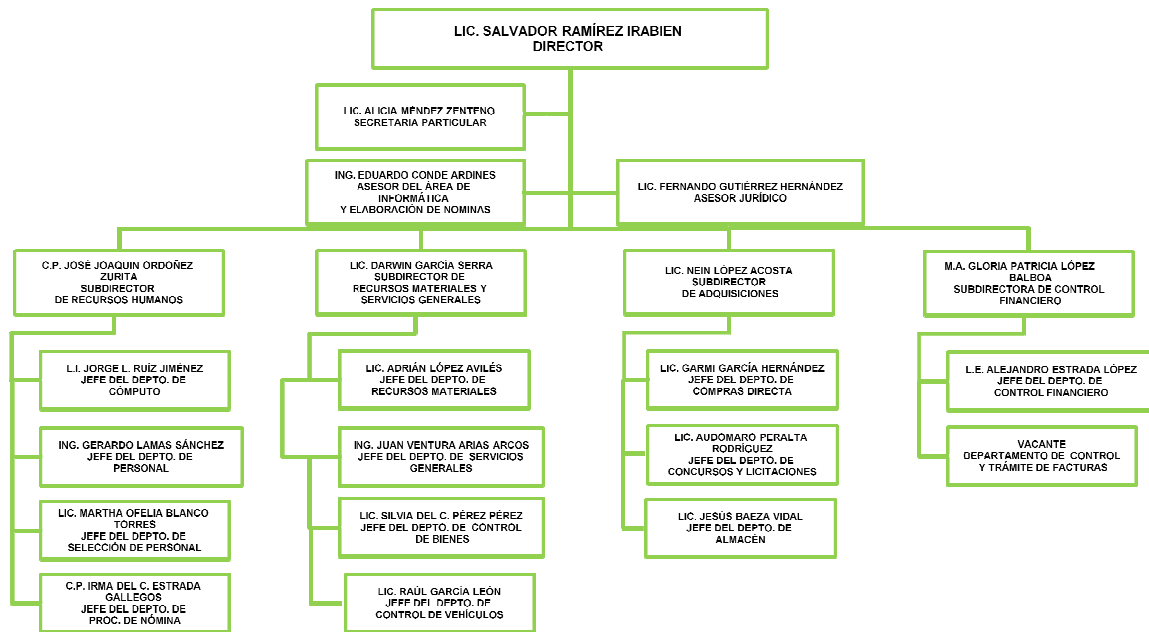 LIC. SALVADOR RAMÍREZ IRABIEN
DIRECTOR
LIC. ALICIA MÉNDEZ ZENTENO
SECRETARIA PARTICULAR
ING. EDUARDO CONDE ARDINES
ASESOR DEL ÁREA DE
INFORMÁTICA
Y ELABORACIÓN DE NOMINAS
LIC. FERNANDO GUTIÉRREZ HERNÁNDEZ
ASESOR JURÍDICO
C.P. JOSÉ JOAQUIN ORDOÑEZ
ZURITA
SUBDIRECTOR
DE RECURSOS HUMANOS
LIC. DARWIN GARCÍA SERRA
SUBDIRECTOR DE
RECURSOS MATERIALES Y
SERVICIOS GENERALES
LIC. NEIN LÓPEZ ACOSTA
SUBDIRECTOR
DE ADQUISICIONES
M.A. GLORIA PATRICIA LÓPEZ
BALBOA
SUBDIRECTORA DE CONTROL
FINANCIERO
L.I. JORGE L. RUÍZ JIMÉNEZ
JEFE DEL DEPTO. DE
CÓMPUTO
ING. GERARDO LAMAS SÁNCHEZ
JEFE DEL DEPTO. DE
PERSONAL
LIC. MARTHA OFELIA BLANCO
TORRES
JEFE DEL DEPTO. DE
SELECCIÓN DE PERSONAL
C.P. IRMA DEL C. ESTRADA
GALLEGOS
JEFE DEL DEPTO. DE
PROC. DE NÓMINA
LIC. ADRIÁN LÓPEZ AVILÉS
JEFE DEL DEPTO. DE
RECURSOS MATERIALES
ING. JUAN VENTURA ARIAS ARCOS
JEFE DEL DEPTO. DE SERVICIOS
GENERALES
LIC. SILVIA DEL C. PÉREZ PÉREZ
JEFE DEL DEPTO. DE CONTROL
DE BIENES
LIC. RAÚL GARCÍA LEÓN
JEFE DEL DEPTO. DE
CONTROL DE VEHÍCULOS
LIC. GARMI GARCÍA HERNÁNDEZ
JEFE DEL DEPTO. DE
COMPRAS DIRECTA
LIC. AUDOMARO PERALTA
RODRÍGUEZ
JEFE DEL DEPTO. DE
CONCURSOS Y LICITACIONES
LIC. JESÚS BAEZA VIDAL
JEFE DEL DEPTO. DE
ALMACÉN
L.E. ALEJANDRO ESTRADA LÓPEZ
JEFE DEL DEPTO. DE
CONTROL FINANCIERO
VACANTE
DEPARTAMENTO DE CONTROL
Y TRÁMITE DE FACTURAS